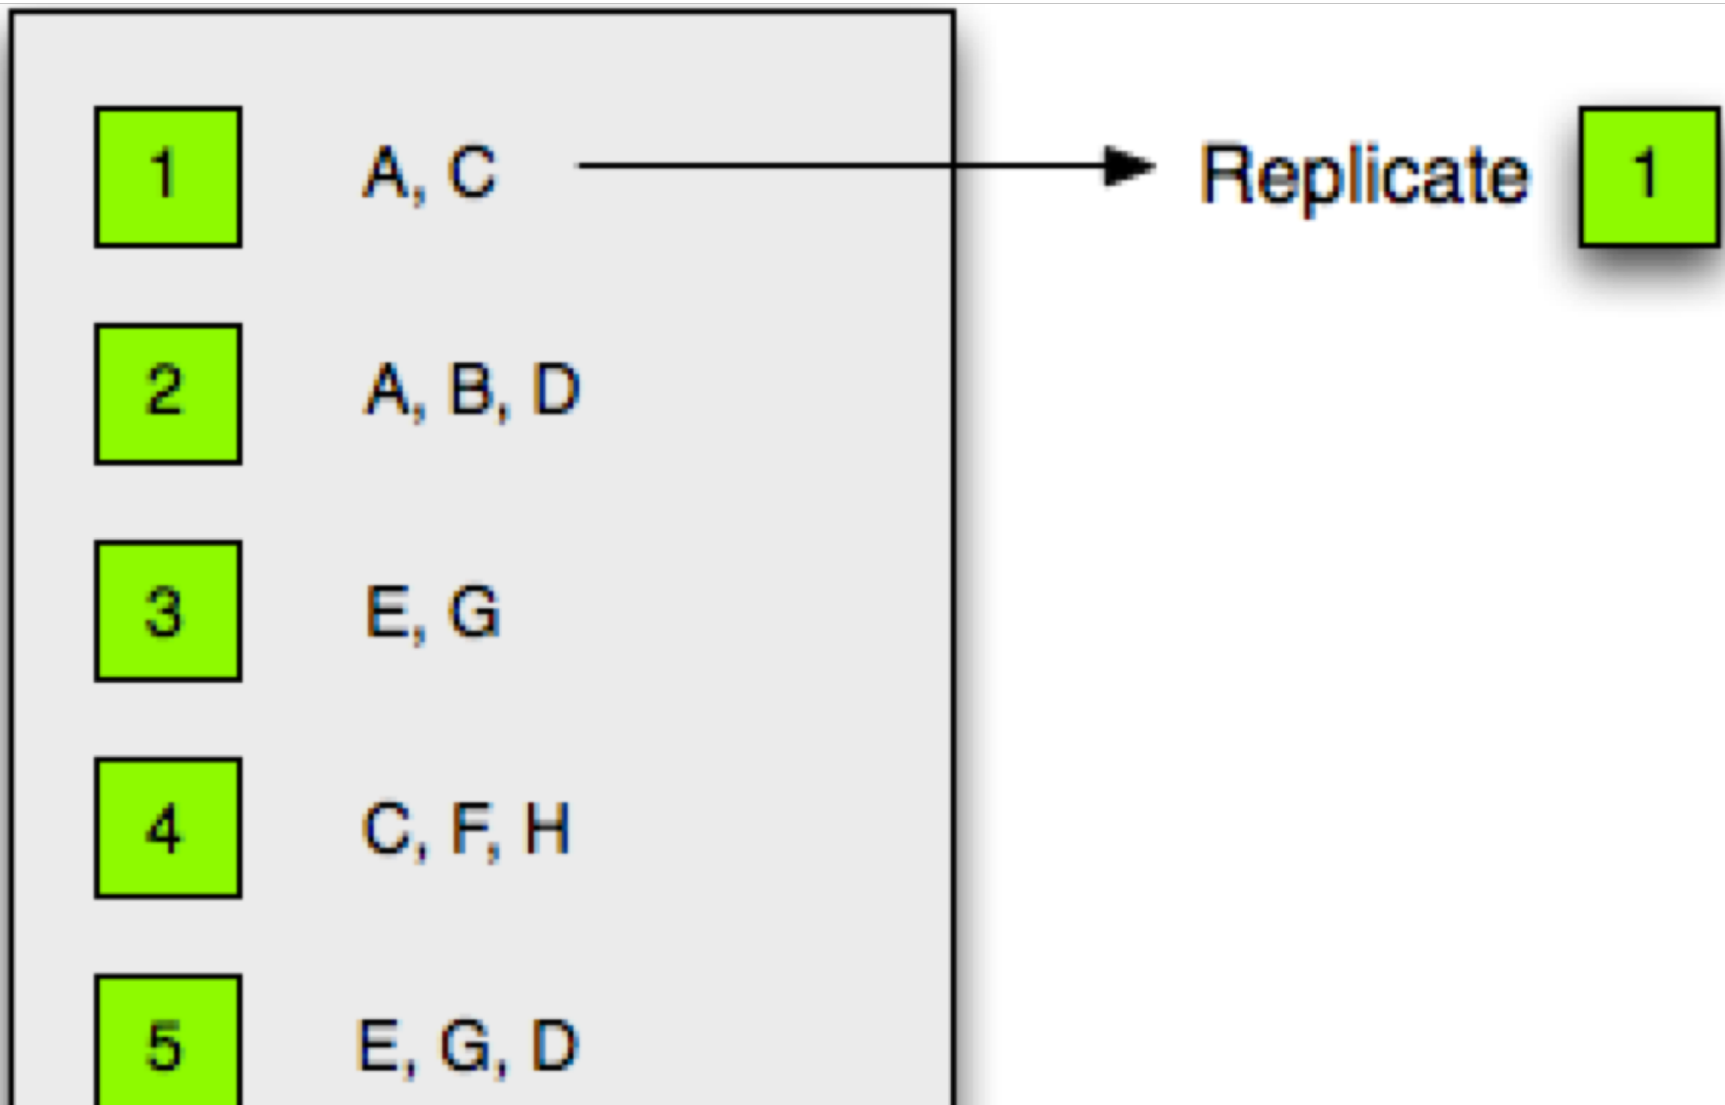 1 A, C Replicate 1
2 A, B, D
3 E, G
4 C, F, H
5 E, G, D